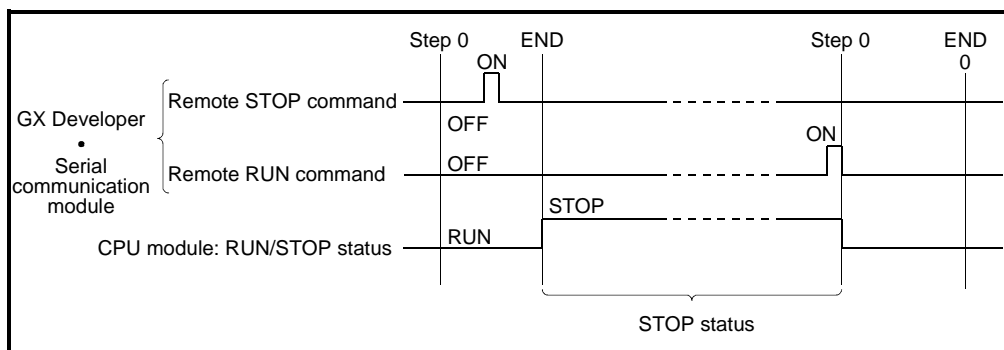 Step 0 END Step 0 END
ON 0
Remote STOP command
GX Developer OFF
• ON
Serial Remote RUN command OFF
communication
module STOP
CPU module: RUN/STOP status RUN
STOP status